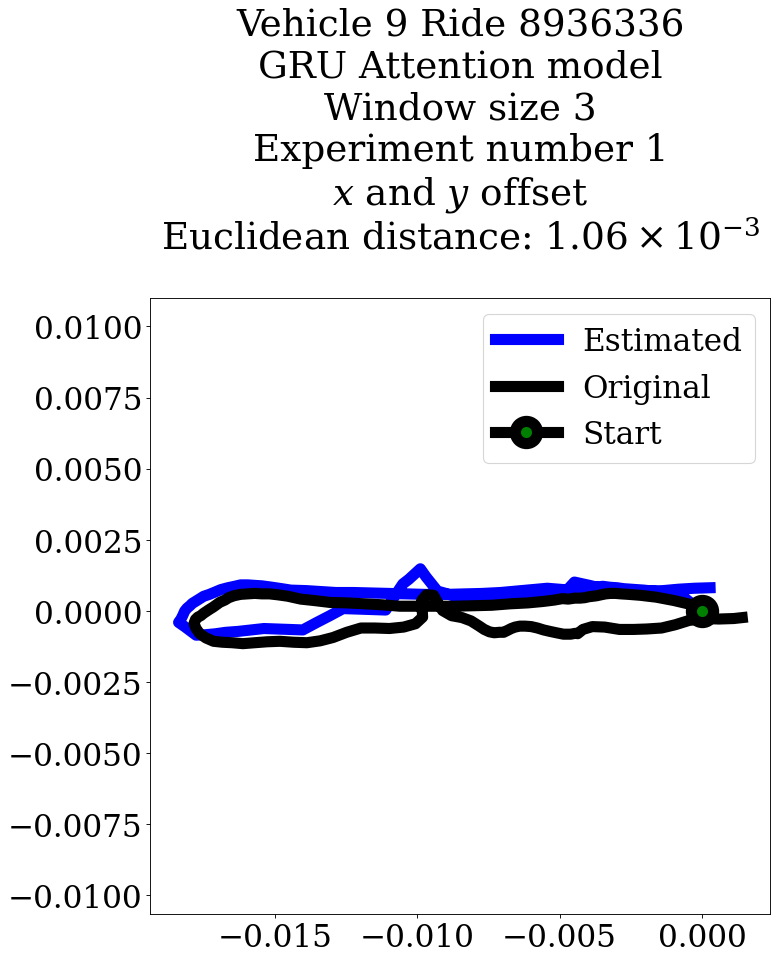 Vehicle 9 Ride 8936336
GRU Attention model
Window size 3
Experiment number 1
x and y offset
Euclidean distance: 1.06 × 10⁻³
Estimated
Original
Start
0.0100
0.0075
0.0050
0.0025
0.0000
−0.0025
−0.0050
−0.0075
−0.0100
−0.015 −0.010 −0.005 0.000